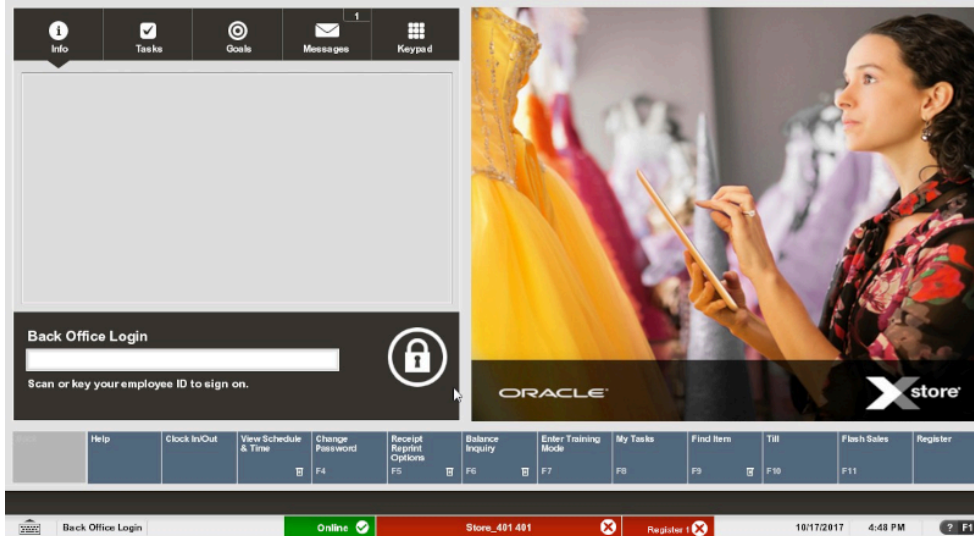 1
Info
Tasks
Goals
Messages
Keypad
Back Office Login
Scan or key your employee ID to sign on.
ORACLE
Xstore
Help
Clock In/Out
View Schedule
& Time
Change
Password
F4
Receipt
Reprint
Options
F5
Balance
Inquiry
F6
Enter Training
Mode
F7
My Tasks
F8
Find Item
F9
Till
F10
Flash Sales
F11
Register
Back Office Login
Online
Store_401 401
Register 1
10/17/2017
4:48 PM
? F1